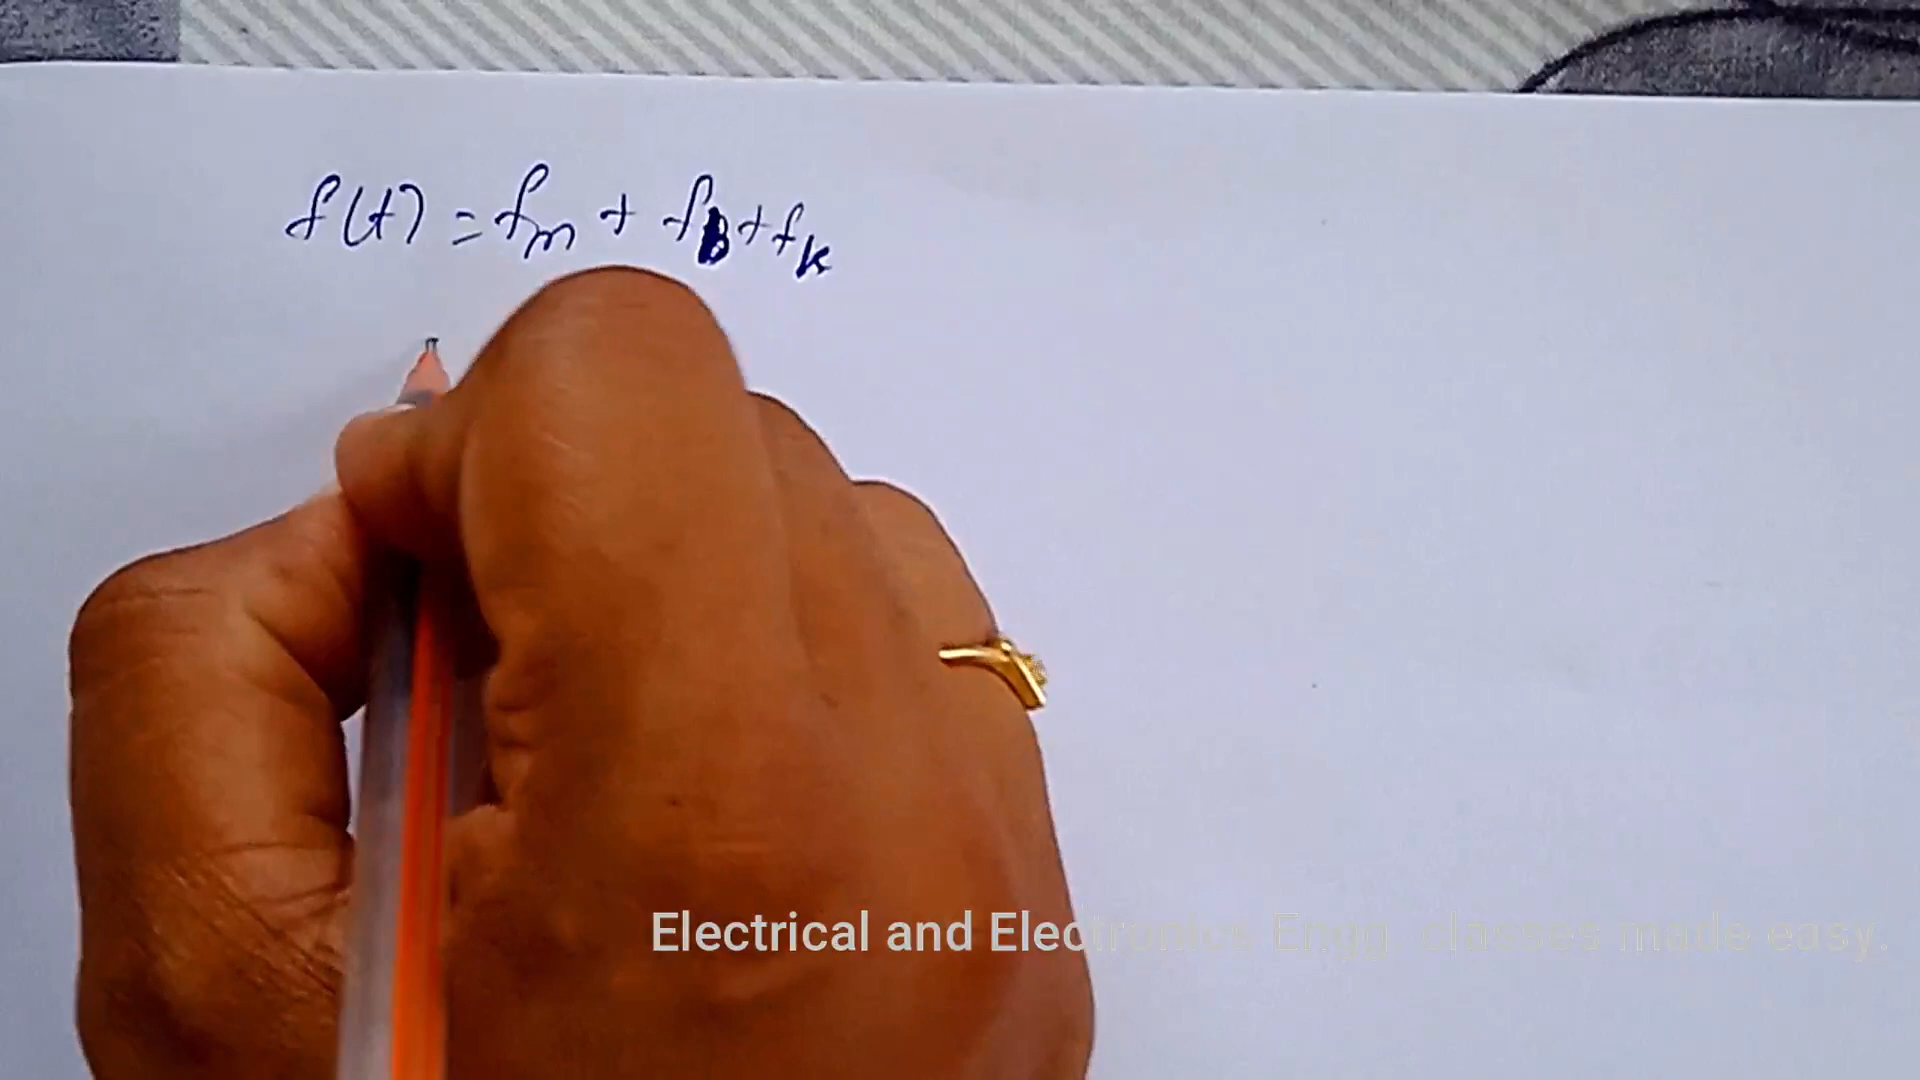 f(t) = fm + fB + fk
Electrical and Electronics Engg classes made easy.